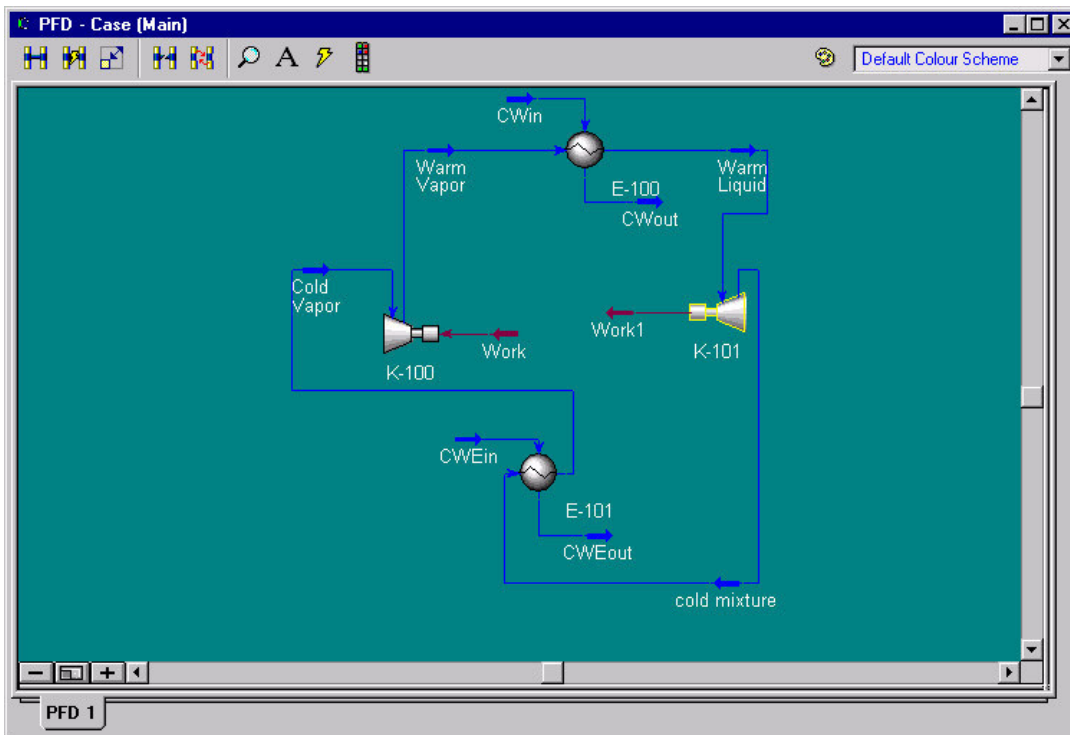 PFD - Case (Main)
A
Default Colour Scheme
CWin
Warm
Vapor
E-100
Warm
Liquid
CWout
Cold
Vapor
Work
K-100
Work1
K-101
CWEin
E-101
CWEout
cold mixture
PFD 1